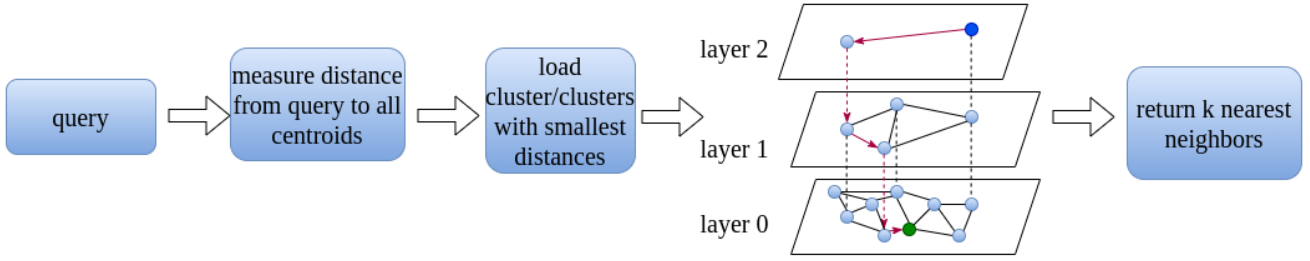 query
measure distance
from query to all
centroids
load
cluster/clusters
with smallest
distances
layer 2
layer 1
layer 0
return k nearest
neighbors